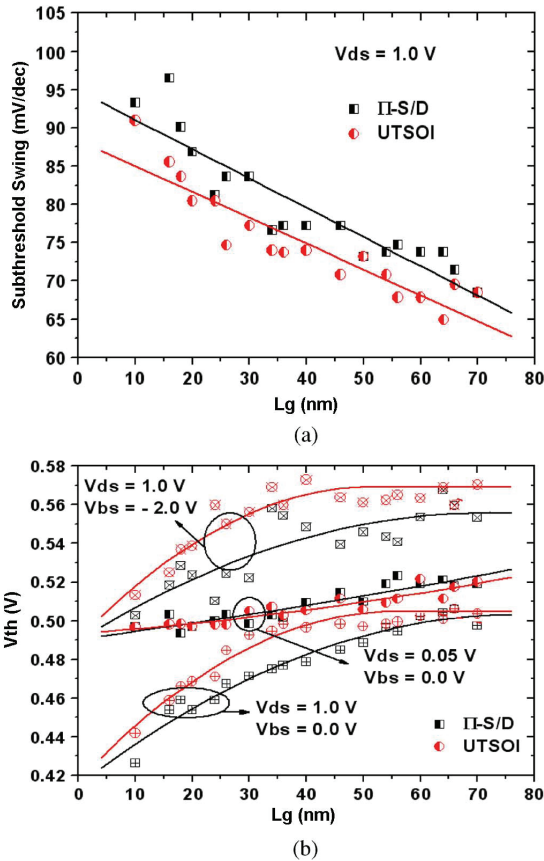 105
100
95
90
85
80
75
70
65
60
Subthreshold Swing (mV/dec)
Vds = 1.0 V
Π-S/D
UTSOI
0 10 20 30 40 50 60 70 80
Lg (nm)
(a)
0.58
0.56
0.54
0.52
0.50
0.48
0.46
0.44
0.42
Vth (V)
Vds = 1.0 V
Vbs = - 2.0 V
Vds = 0.05 V
Vbs = 0.0 V
Vds = 1.0 V
Vbs = 0.0 V
Π-S/D
UTSOI
0 10 20 30 40 50 60 70 80
Lg (nm)
(b)